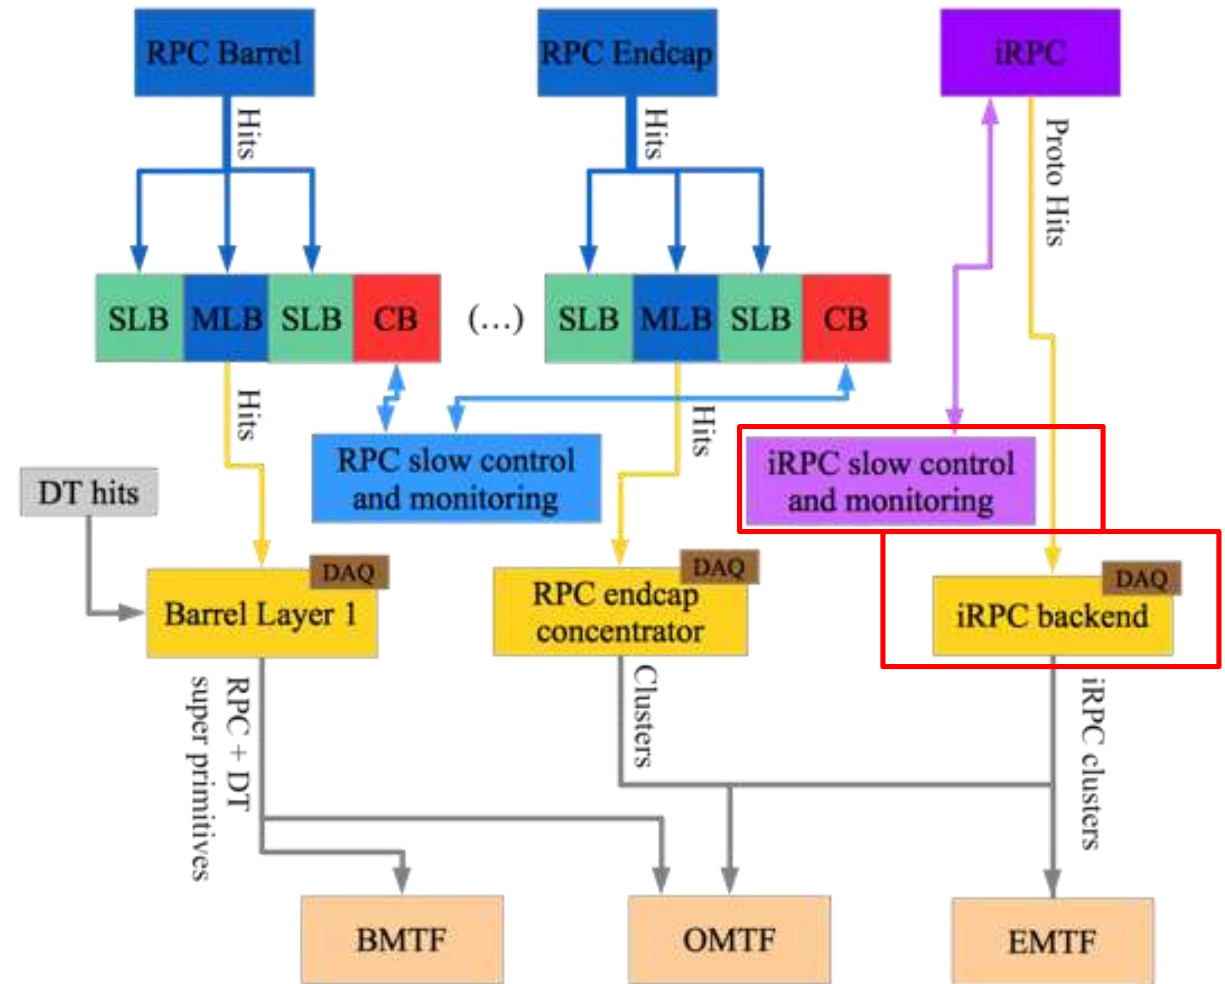 RPC Barrel
RPC Endcap
iRPC
Hits
Hits
Proto Hits
SLB
MLB
SLB
CB
(...)
SLB
MLB
SLB
CB
Hits
Hits
RPC slow control
and monitoring
iRPC slow control
and monitoring
DT hits
DAQ
Barrel Layer 1
DAQ
RPC endcap
concentrator
DAQ
iRPC backend
RPC + DT
super primitives
Clusters
iRPC clusters
BMTF
OMTF
EMTF